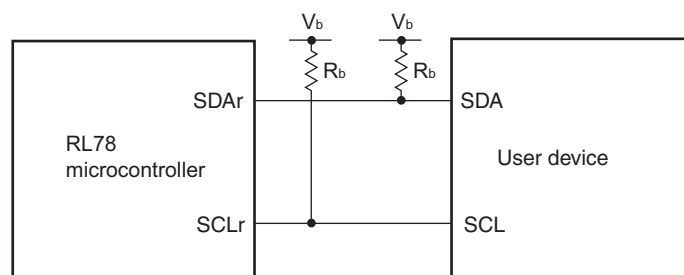 Vb Vb
Rb Rb
SDAr SDA
RL78
microcontroller
User device
SCLr SCL